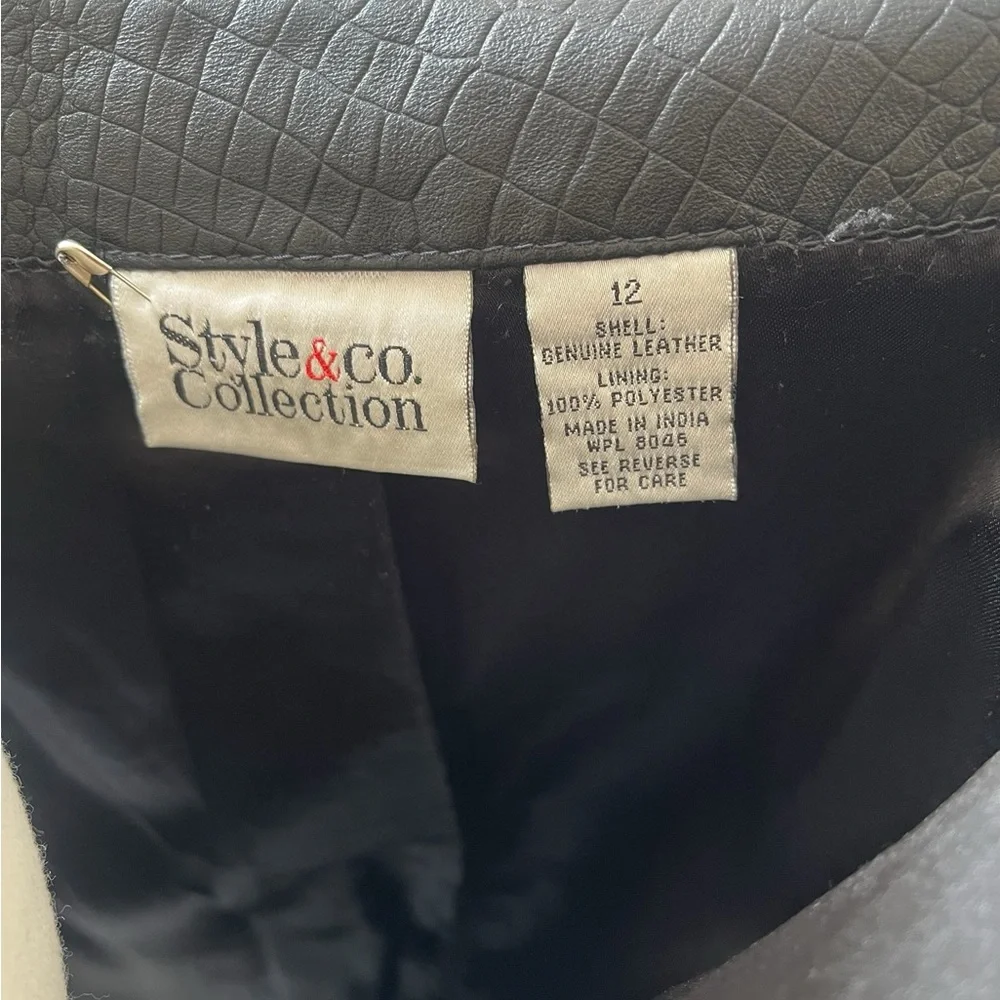 Style&co.
Collection
12
SHELL:
GENUINE LEATHER
LINING:
100% POLYESTER
MADE IN INDIA
WPL 8045
SEE REVERSE
FOR CARE